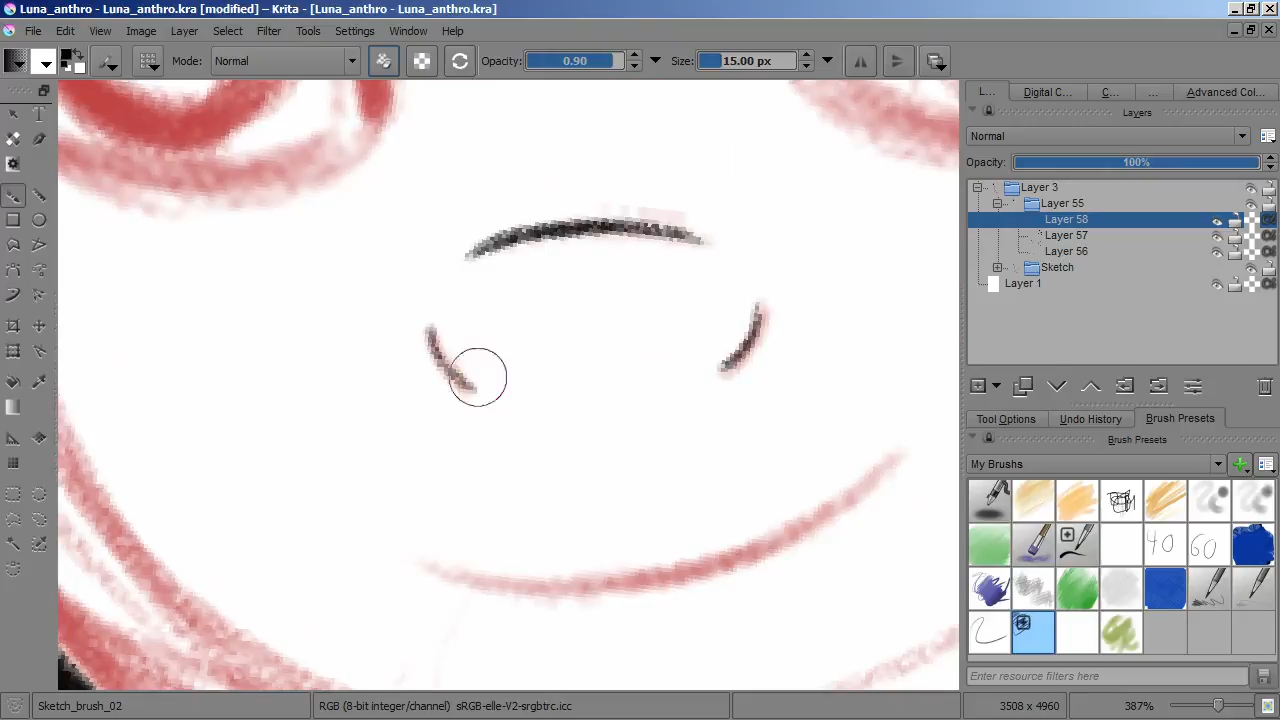 Luna_anthro - Luna_anthro.kra [modified] – Krita - [Luna_anthro - Luna_anthro.kra]
File Edit View Image Layer Select Filter Tools Settings Window Help
Mode: Normal Opacity: 0.90 Size: 15.00 px
L... Digital C... C... ... Advanced Col...
Layers
Normal
Opacity: 100%
Layer 3
Layer 55
Layer 58
Layer 57
Layer 56
Sketch
Layer 1
Tool Options Undo History Brush Presets
Brush Presets
My Brushes
40 60
Enter resource filters here
Sketch_brush_02 RGB (8-bit integer/channel) sRGB-elle-V2-srgbtrc.icc 3508 x 4960 387%